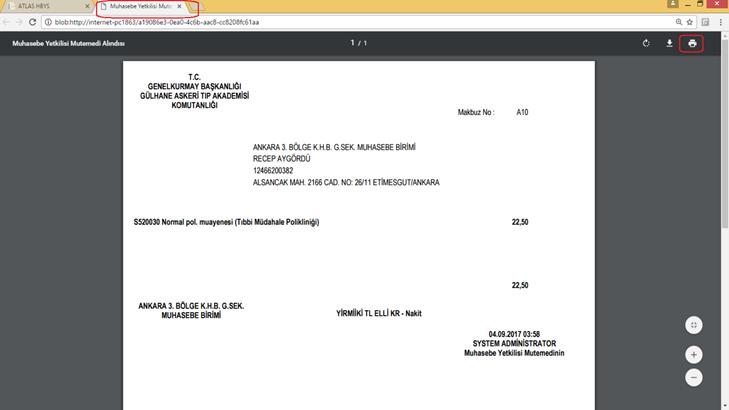 ATLAS HBYS
Muhasebe Yetkilisi Mutem
blob:http://internet-pc1863/a19086e3-0ea0-4c6b-aac8-cc8208fc61aa
Muhasebe Yetkilisi Mutemedi Alındısı
1 / 1
T.C.
GENELKURMAY BAŞKANLIĞI
GÜLHANE ASKERİ TIP AKADEMİSİ
KOMUTANLIĞI
Makbuz No : A10
ANKARA 3. BÖLGE K.H.B. G.SEK. MUHASEBE BİRİMİ
RECEP AYGÖRDÜ
12466200382
ALSANCAK MAH. 2166 CAD. NO: 26/11 ETİMESGUT/ANKARA
S520030 Normal pol. muayenesi (Tıbbi Müdahale Polikliniği) 22,50
22,50
ANKARA 3. BÖLGE K.H.B. G.SEK.
MUHASEBE BİRİMİ
YİRMİİKİ TL ELLİ KR - Nakit
04.09.2017 03:58
SYSTEM ADMINISTRATOR
Muhasebe Yetkilisi Mutemedinin